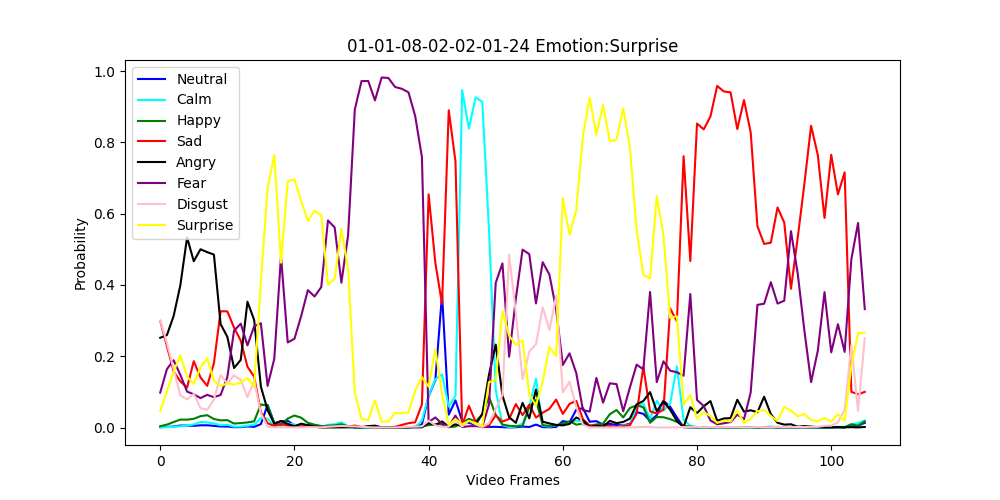 01-01-08-02-02-01-24 Emotion:Surprise
1.0
0.8
0.6
0.4
0.2
0.0
Probability
Neutral
Calm
Happy
Sad
Angry
Fear
Disgust
Surprise
0 20 40 60 80 100
Video Frames